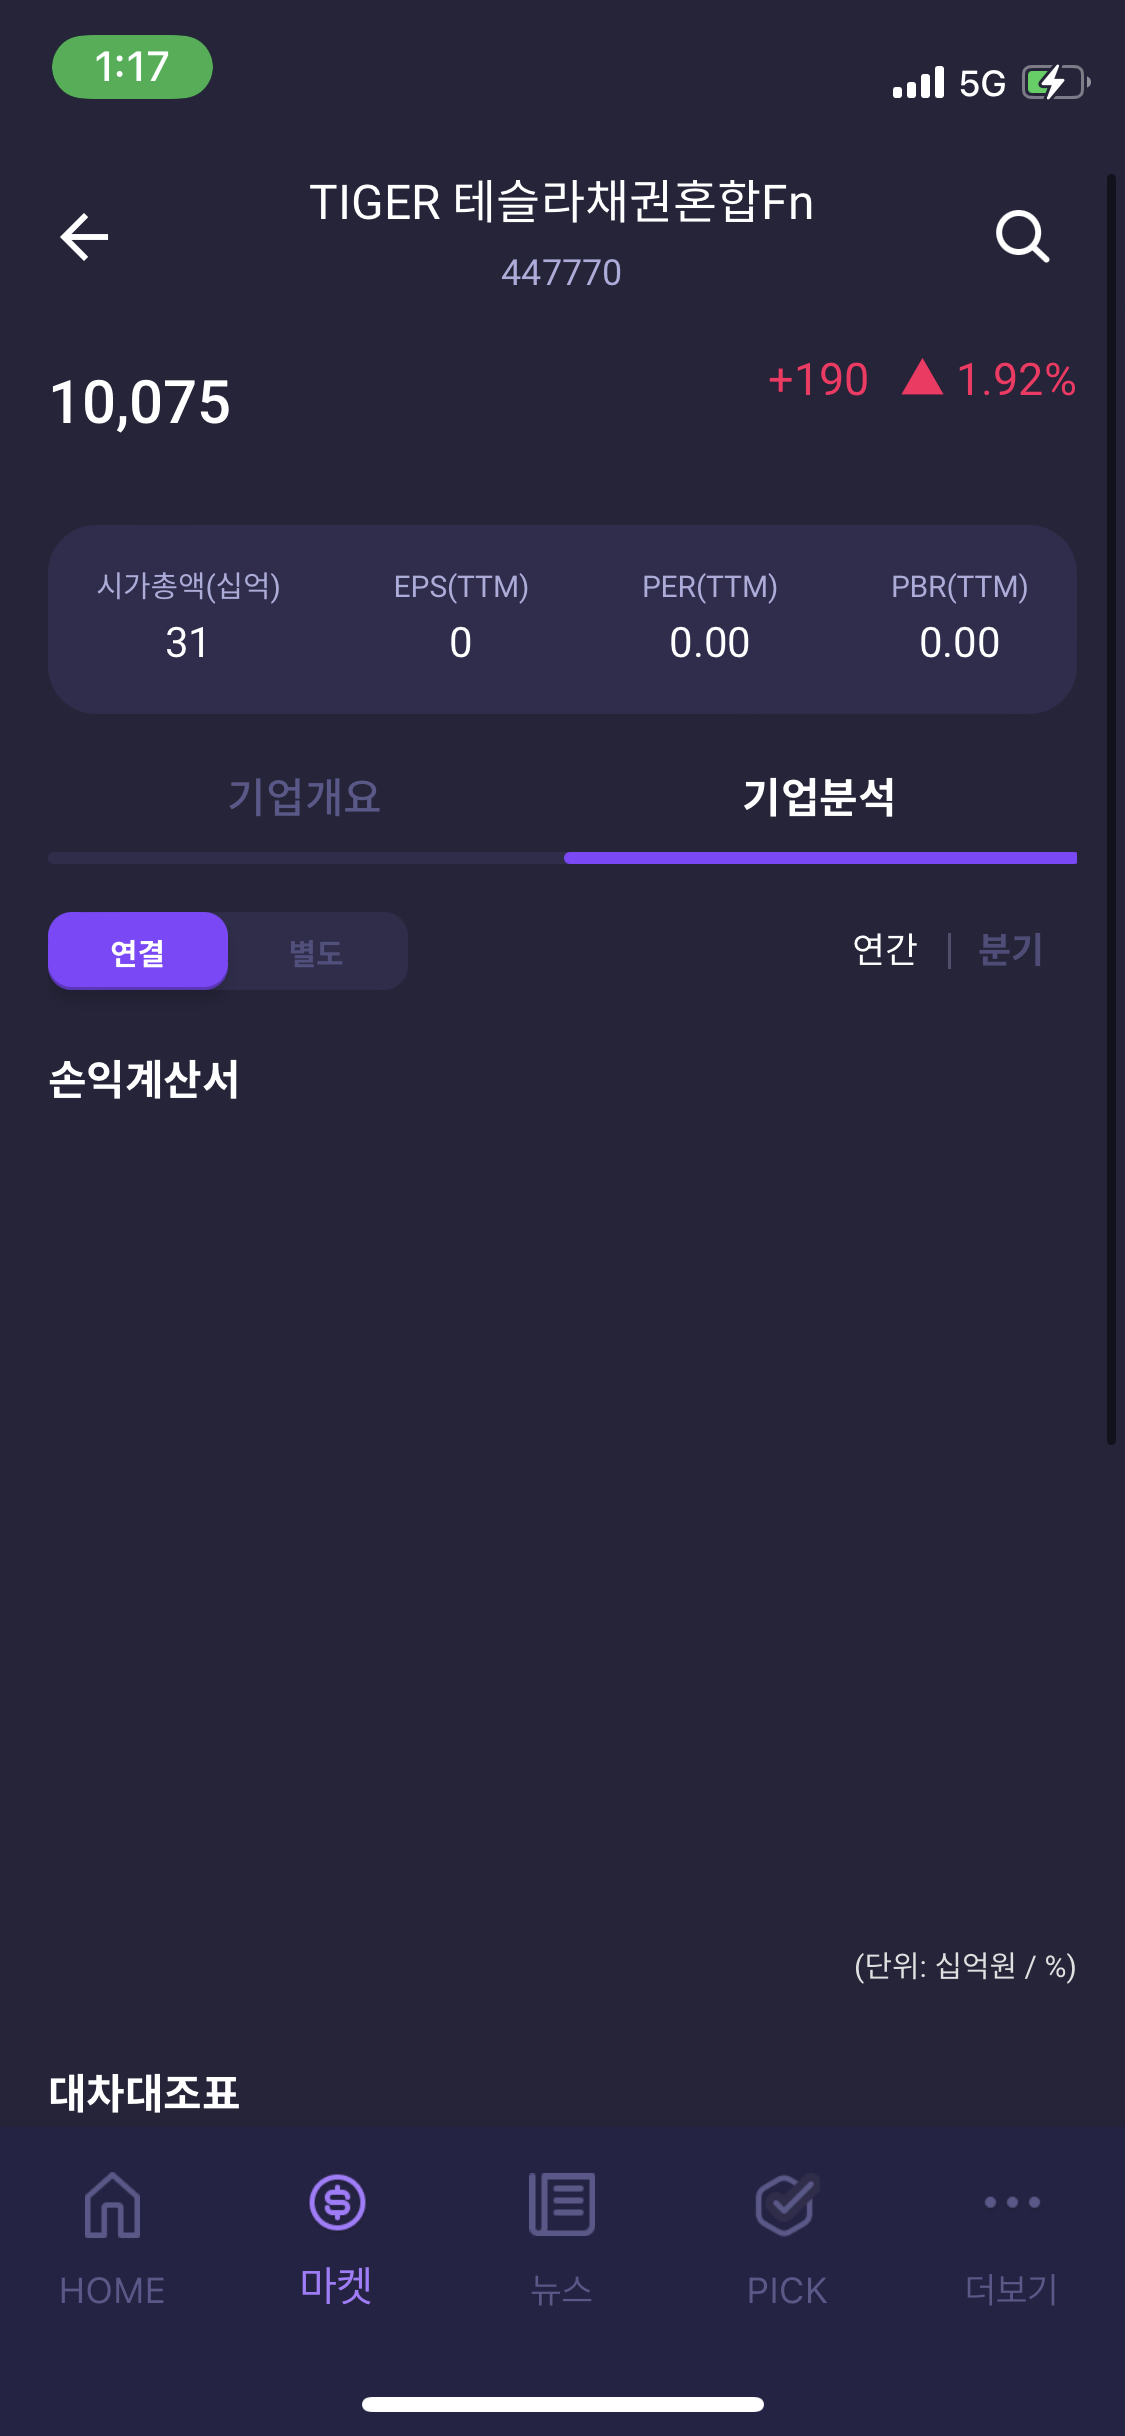 1:17
5G
TIGER 테슬라채권혼합Fn
447770
10,075
+190 ▲ 1.92%
시가총액(십억) EPS(TTM) PER(TTM) PBR(TTM)
31 0 0.00 0.00
기업개요 기업분석
연결 별도 연간 | 분기
손익계산서
(단위: 십억원 / %)
대차대조표
HOME 마켓 뉴스 PICK 더보기